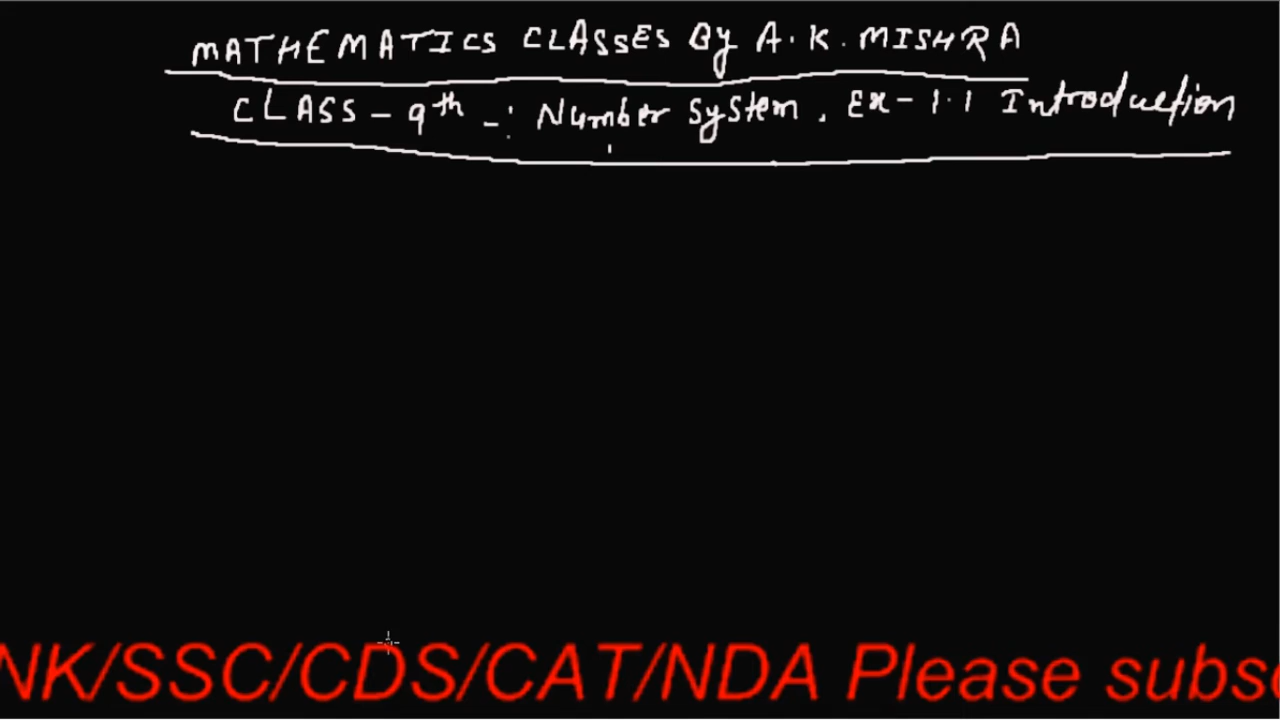 MATHEMATICS CLASSES By A.K.MISHRA
CLASS - 9th -: Number System. Ex-1.1 Introduction
NK/SSC/CDS/CAT/NDA Please subs